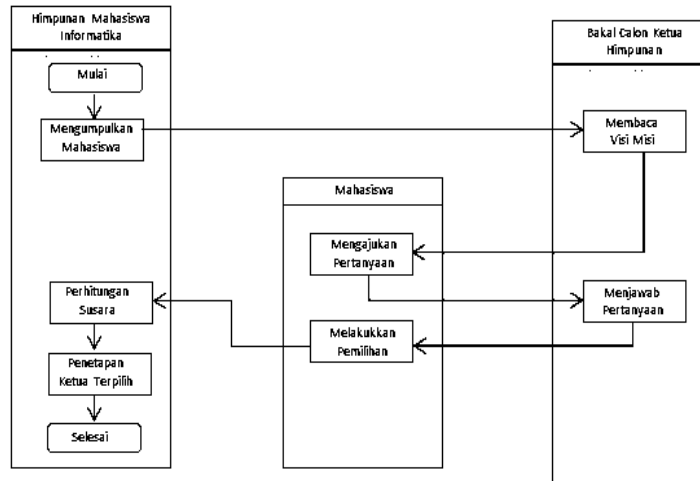 Himpunan Mahasiswa
Informatika
Mulai
Mengumpulkan
Mahasiswa
Perhitungan
Susara
Penetapan
Ketua Terpilih
Selesai
Mahasiswa
Mengajukan
Pertanyaan
Melakukkan
Pemilihan
Bakal Calon Ketua
Himpunan
Membaca
Visi Misi
Menjawab
Pertanyaan